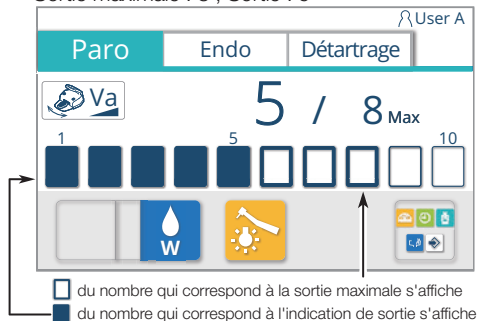 User A
Paro Endo Détartrage
Va 5 / 8 Max
1 5 10
W
du nombre qui correspond à la sortie maximale s'affiche
du nombre qui correspond à l'indication de sortie s'affiche